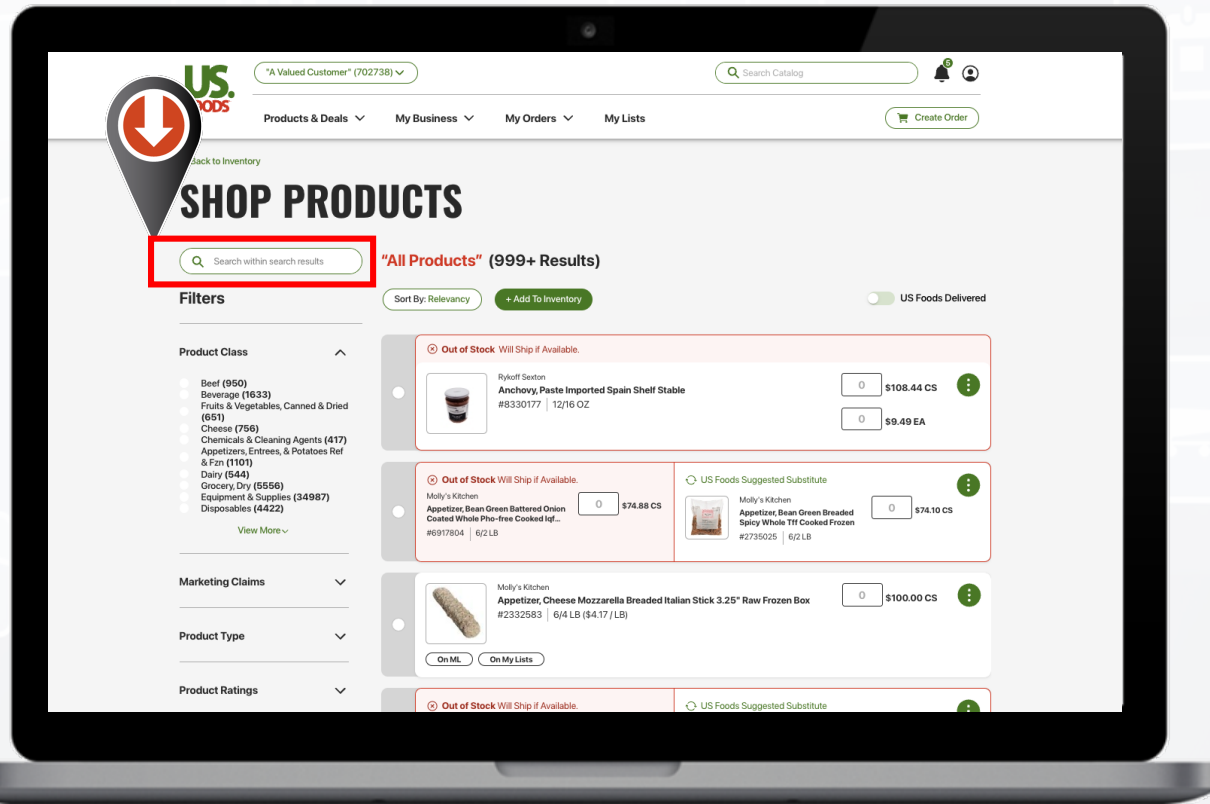 US.
"A Valued Customer" (702738)
Search Catalog
5
Products & Deals
My Business
My Orders
My Lists
Create Order
Back to Inventory
SHOP PRODUCTS
Search within search results
"All Products" (999+ Results)
Filters
Sort By: Relevancy
+ Add To Inventory
US Foods Delivered
Product Class
Beef (950)
Beverage (1633)
Fruits & Vegetables, Canned & Dried
(651)
Cheese (756)
Chemicals & Cleaning Agents (417)
Appetizers, Entrees, & Potatoes Ref
& Fzn (1101)
Dairy (544)
Grocery, Dry (5556)
Equipment & Supplies (34987)
Disposables (4422)
View More
Marketing Claims
Product Type
Product Ratings
Out of Stock Will Ship if Available.
Rykoff Sexton
Anchovy, Paste Imported Spain Shelf Stable
#8330177 | 12/16 OZ
0 $108.44 CS
0 $9.49 EA
Out of Stock Will Ship if Available.
Molly's Kitchen
Appetizer, Bean Green Battered Onion
Coated Whole Pho-free Cooked Iqf...
#6917804 | 6/2 LB
0 $74.88 CS
US Foods Suggested Substitute
Molly's Kitchen
Appetizer, Bean Green Breaded
Spicy Whole Tff Cooked Frozen
#2735025 | 6/2 LB
0 $74.10 CS
Molly's Kitchen
Appetizer, Cheese Mozzarella Breaded Italian Stick 3.25" Raw Frozen Box
#2332583 | 6/4 LB ($4.17 / LB)
0 $100.00 CS
On ML
On My Lists
Out of Stock Will Ship if Available.
US Foods Suggested Substitute